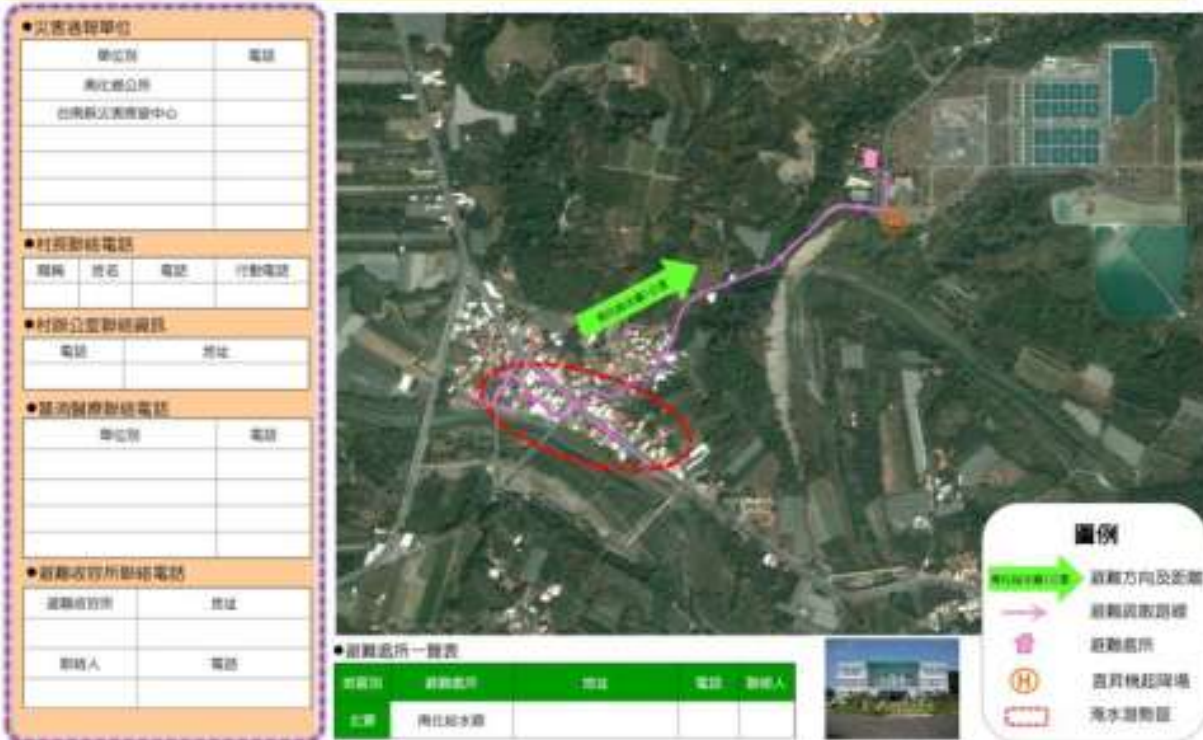 ●災害通報單位
單位別 電話
南化鄉公所
台南縣災害應變中心
●村長聯絡電話
職稱 姓名 電話 行動電話
●村辦公室聯絡資訊
電話 地址
●警消醫療聯絡電話
單位別 電話
●避難收容所聯絡電話
避難收容所 地址
聯絡人 電話
圖例
避難方向及距離
避難疏散路線
避難處所
H
直昇機起降場
淹水潛勢區
●避難處所一覽表
避難處所 地址 電話 聯絡人
南化給水廠